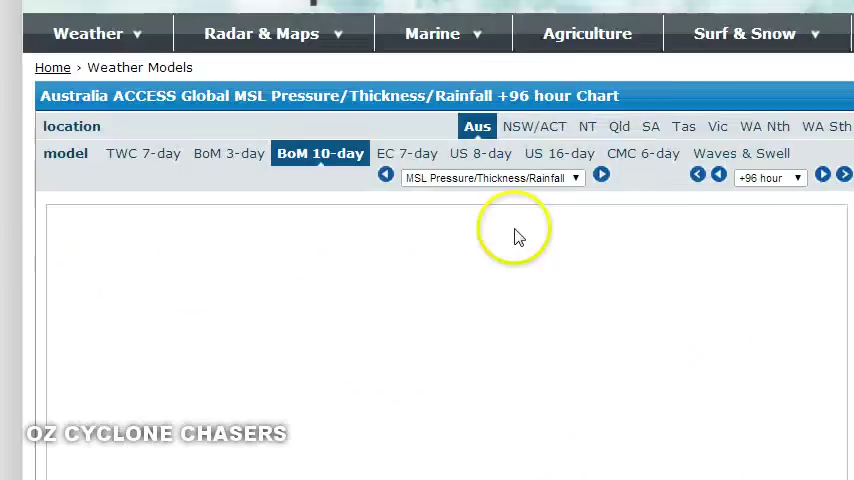 Weather Radar & Maps Marine Agriculture Surf & Snow
Home › Weather Models
Australia ACCESS Global MSL Pressure/Thickness/Rainfall +96 hour Chart
location Aus NSW/ACT NT Qld SA Tas Vic WA Nth WA Sth
model TWC 7-day BoM 3-day BoM 10-day EC 7-day US 8-day US 16-day CMC 6-day Waves & Swell
MSL Pressure/Thickness/Rainfall +96 hour
OZ CYCLONE CHASERS